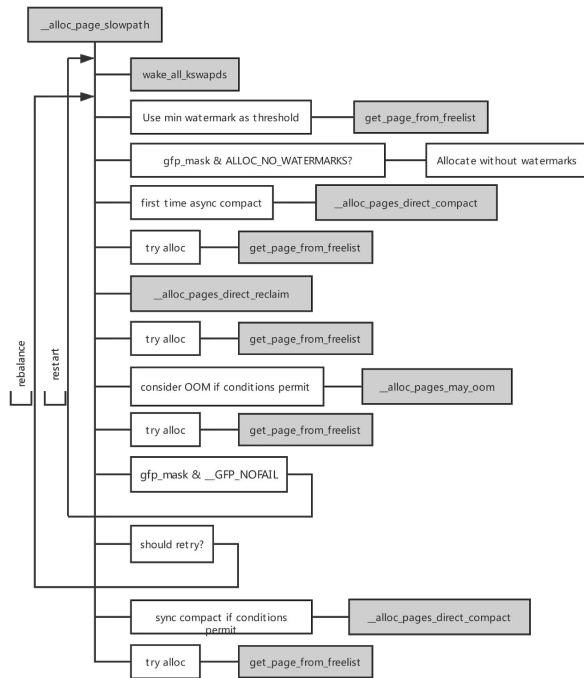 __alloc_page_slowpath
wake_all_kswapds
Use min watermark as threshold
get_page_from_freelist
gfp_mask & ALLOC_NO_WATERMARKS?
Allocate without watermarks
first time async compact
__alloc_pages_direct_compact
try alloc
get_page_from_freelist
__alloc_pages_direct_reclaim
try alloc
get_page_from_freelist
rebalance
restart
consider OOM if conditions permit
__alloc_pages_may_oom
try alloc
get_page_from_freelist
gfp_mask & __GFP_NOFAIL
should retry?
sync compact if conditions
permit
__alloc_pages_direct_compact
try alloc
get_page_from_freelist